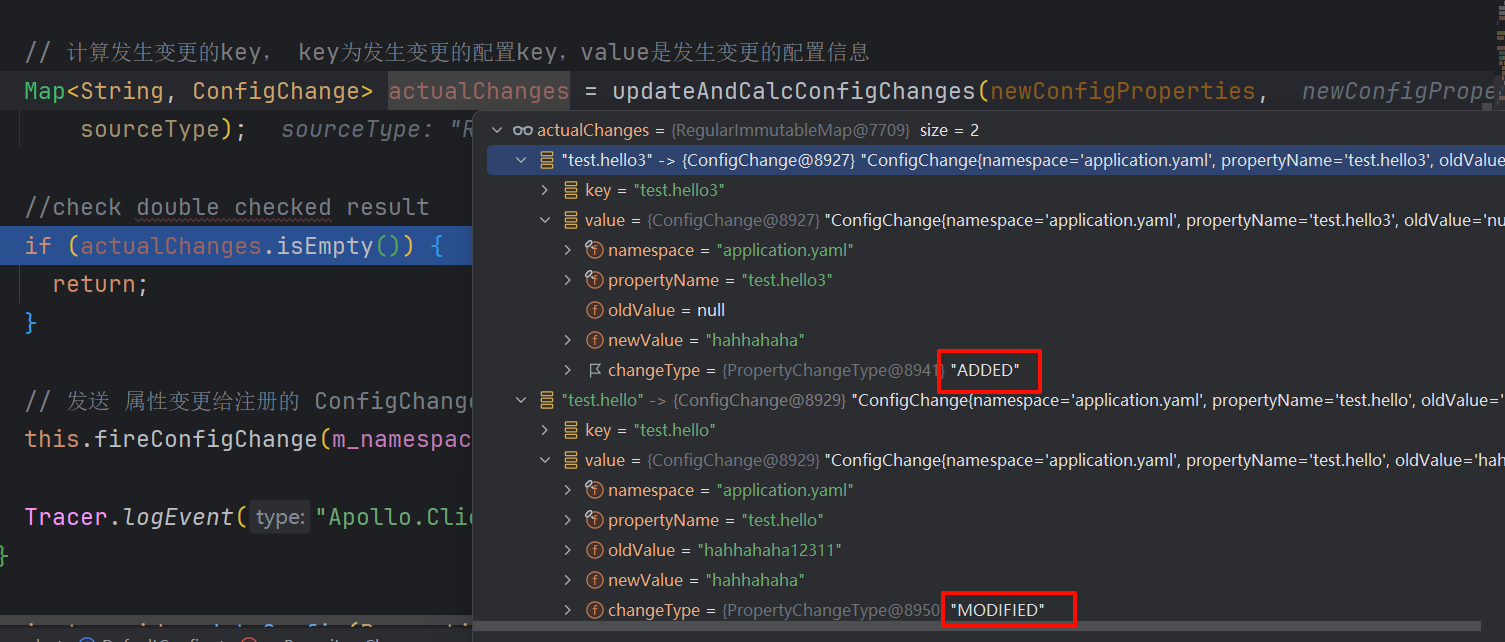 // 计算发生变更的key， key为发生变更的配置key，value是发生变更的配置信息
Map<String, ConfigChange> actualChanges = updateAndCalcConfigChanges(newConfigProperties, newConfigPrope
sourceType); sourceType: "R
actualChanges = {RegularImmutableMap@7709} size = 2
"test.hello3" -> {ConfigChange@8927} "ConfigChange{namespace='application.yaml', propertyName='test.hello3', oldValue
key = "test.hello3"
//check double checked result
value = {ConfigChange@8927} "ConfigChange{namespace='application.yaml', propertyName='test.hello3', oldValue='nu
if (actualChanges.isEmpty()) {
namespace = "application.yaml"
return;
propertyName = "test.hello3"
oldValue = null
}
newValue = "hahhahaha"
changeType = {PropertyChangeType@8941} "ADDED"
// 发送 属性变更给注册的 ConfigChange
"test.hello" -> {ConfigChange@8929} "ConfigChange{namespace='application.yaml', propertyName='test.hello', oldValue='
key = "test.hello"
this.fireConfigChange(m_namespac
value = {ConfigChange@8929} "ConfigChange{namespace='application.yaml', propertyName='test.hello', oldValue='hah
namespace = "application.yaml"
Tracer.logEvent( type: "Apollo.Clie
propertyName = "test.hello"
oldValue = "hahhahaha12311"
}
newValue = "hahhahaha"
changeType = {PropertyChangeType@8950 "MODIFIED"